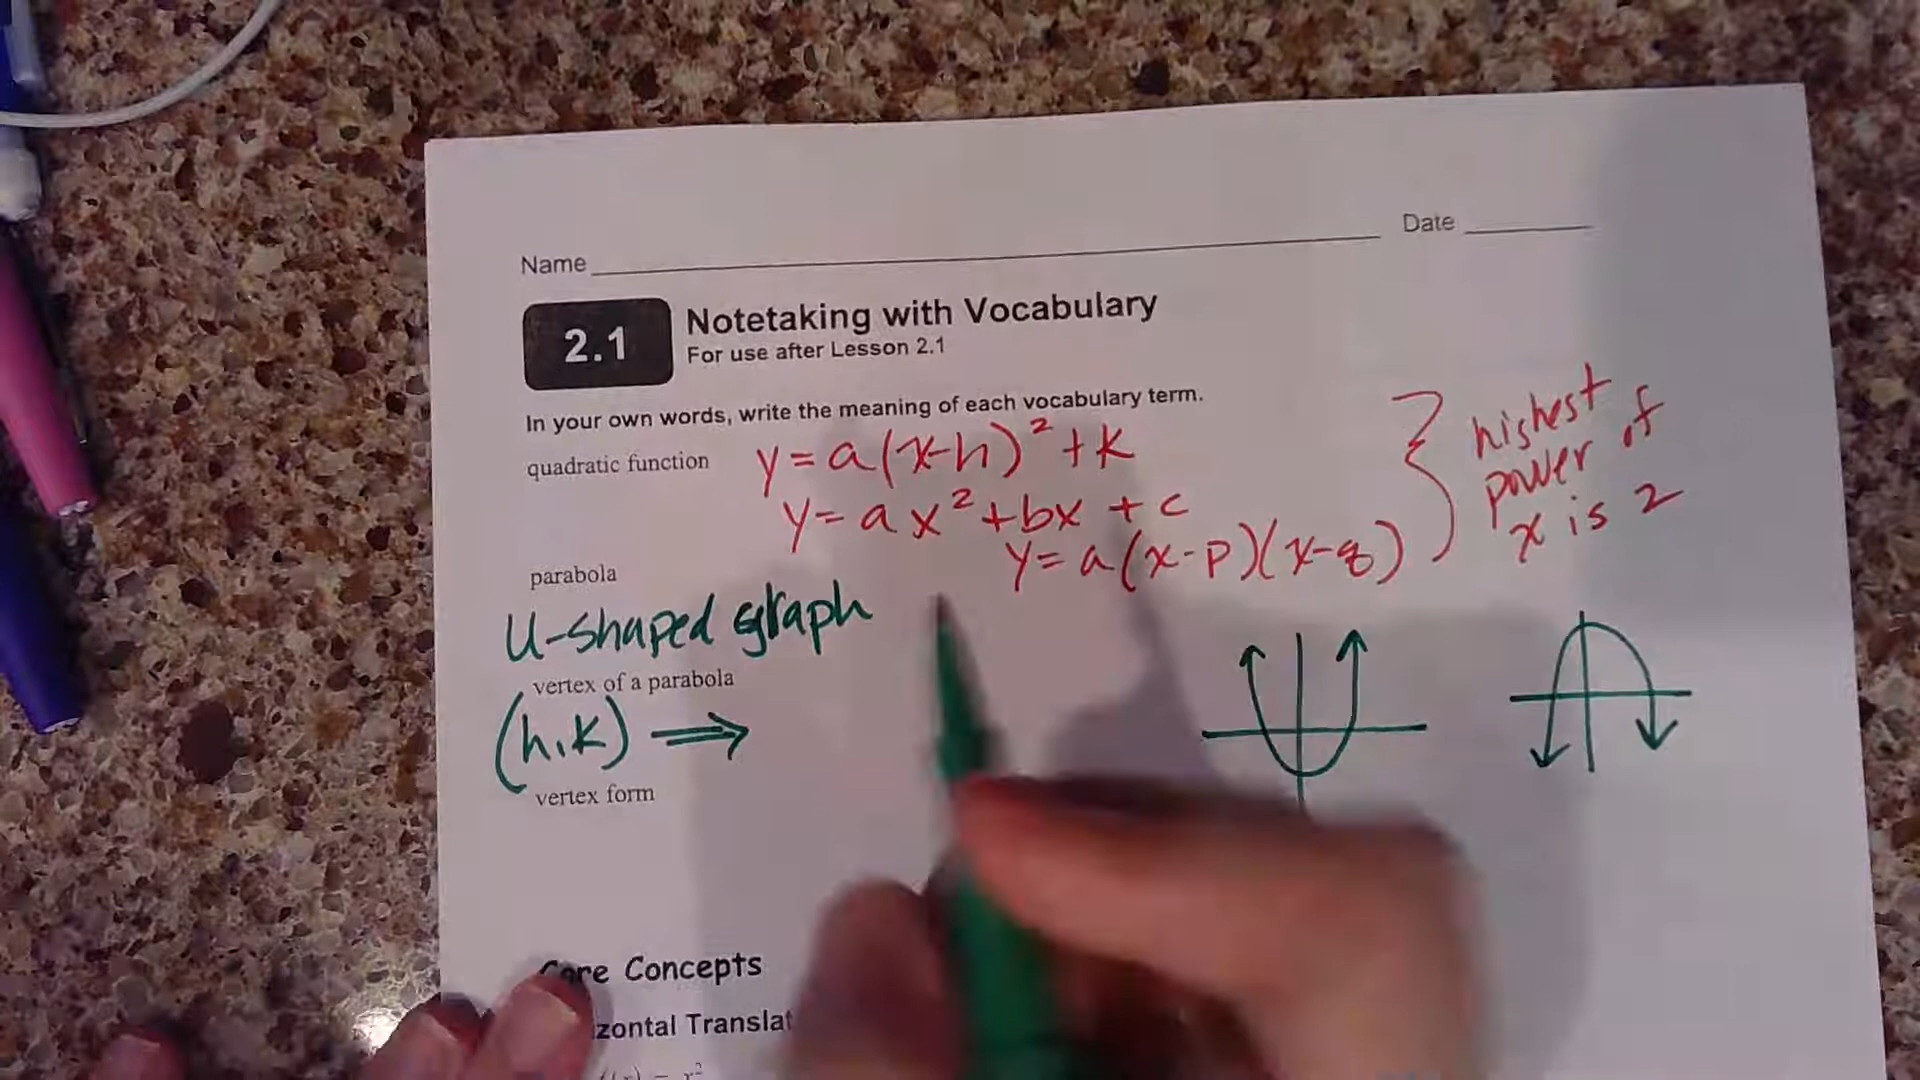 Name Date
2.1 Notetaking with Vocabulary
For use after Lesson 2.1
In your own words, write the meaning of each vocabulary term.
quadratic function y = a(x-h)² + k
y = ax² + bx + c
y = a(x-p)(x-q)
highest
power of
x is 2
parabola
U-shaped graph
vertex of a parabola
(h,k) ⇒
vertex form
Core Concepts
zontal Translat
= x²